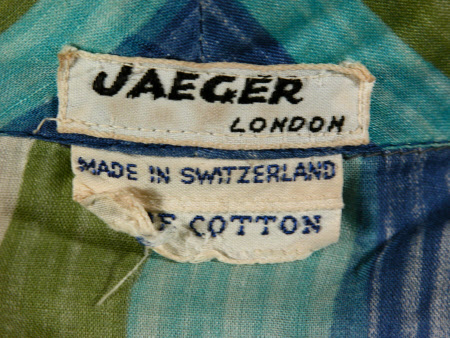 JAEGER
LONDON
MADE IN SWITZERLAND
COTTON